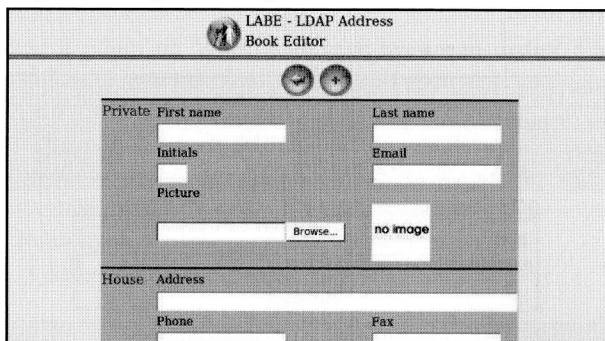 LABE - LDAP Address
Book Editor
Private First name Last name
Initials Email
Picture
Browse... no image
House Address
Phone Fax